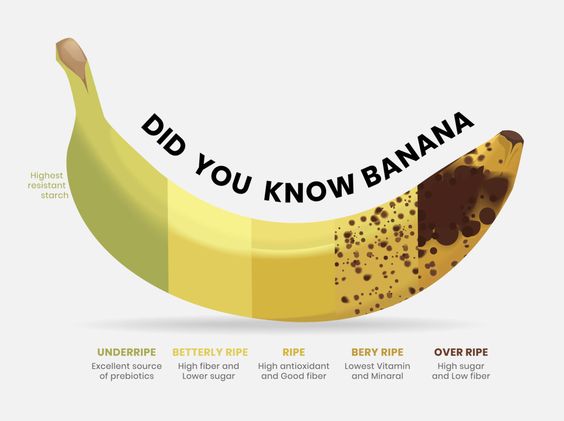 DID YOU KNOW BANANA
Highest
resistant
starch
UNDERRIPE
Excellent source
of prebiotics
BETTERLY RIPE
High fiber and
Lower sugar
RIPE
High antioxidant
and Good fiber
BERY RIPE
Lowest Vitamin
and Minaral
OVER RIPE
High sugar
and Low fiber